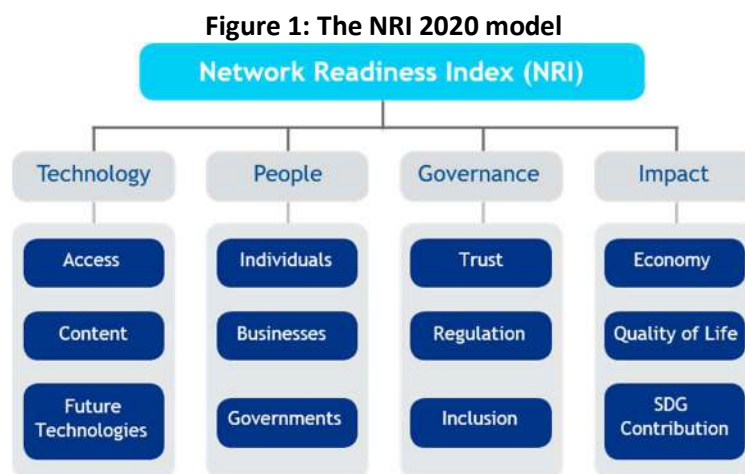 Figure 1: The NRI 2020 model
Network Readiness Index (NRI)
Technology
People
Governance
Impact
Access
Individuals
Trust
Economy
Content
Businesses
Regulation
Quality of Life
Future
Technologies
Governments
Inclusion
SDG
Contribution